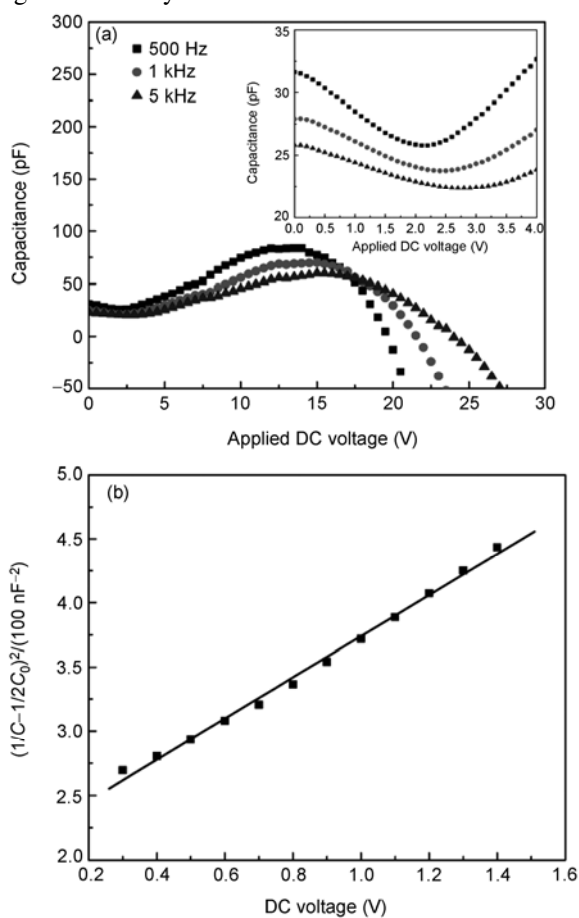 (a)
500 Hz
1 kHz
5 kHz
300
250
200
150
100
50
0
−50
Capacitance (pF)
0 5 10 15 20 25 30
Applied DC voltage (V)
35
30
25
22
Capacitance (pF)
0.0 0.5 1.0 1.5 2.0 2.5 3.0 3.5 4.0
Applied DC voltage (V)
(b)
5.0
4.5
4.0
3.5
3.0
2.5
2.0
(1/C−1/2C₀)²/(100 nF⁻²)
0.2 0.4 0.6 0.8 1.0 1.2 1.4 1.6
DC voltage (V)